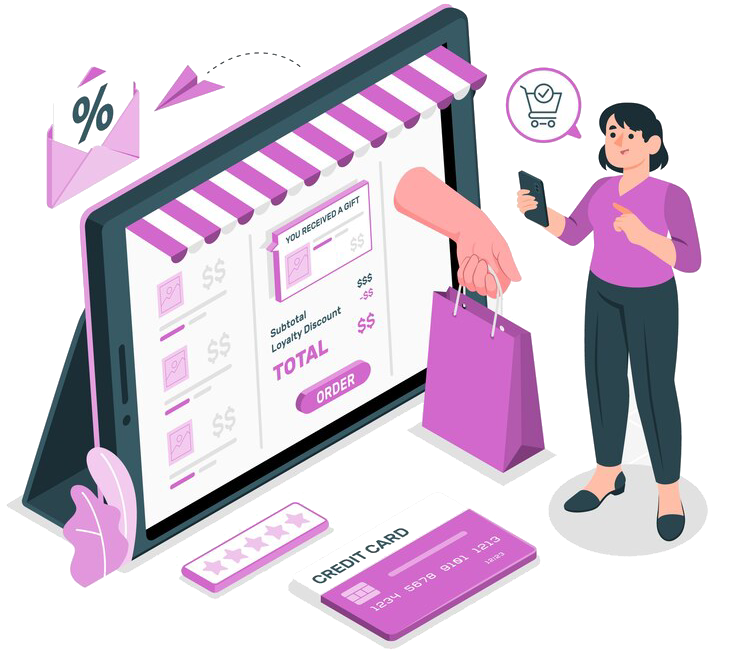 %
YOU RECEIVED A GIFT
$$
$$
$$
$$
Subtotal
$$$
Loyalty Discount
-$$
TOTAL
$$
ORDER
CREDIT CARD
1234 5678 9101 1213
12/23